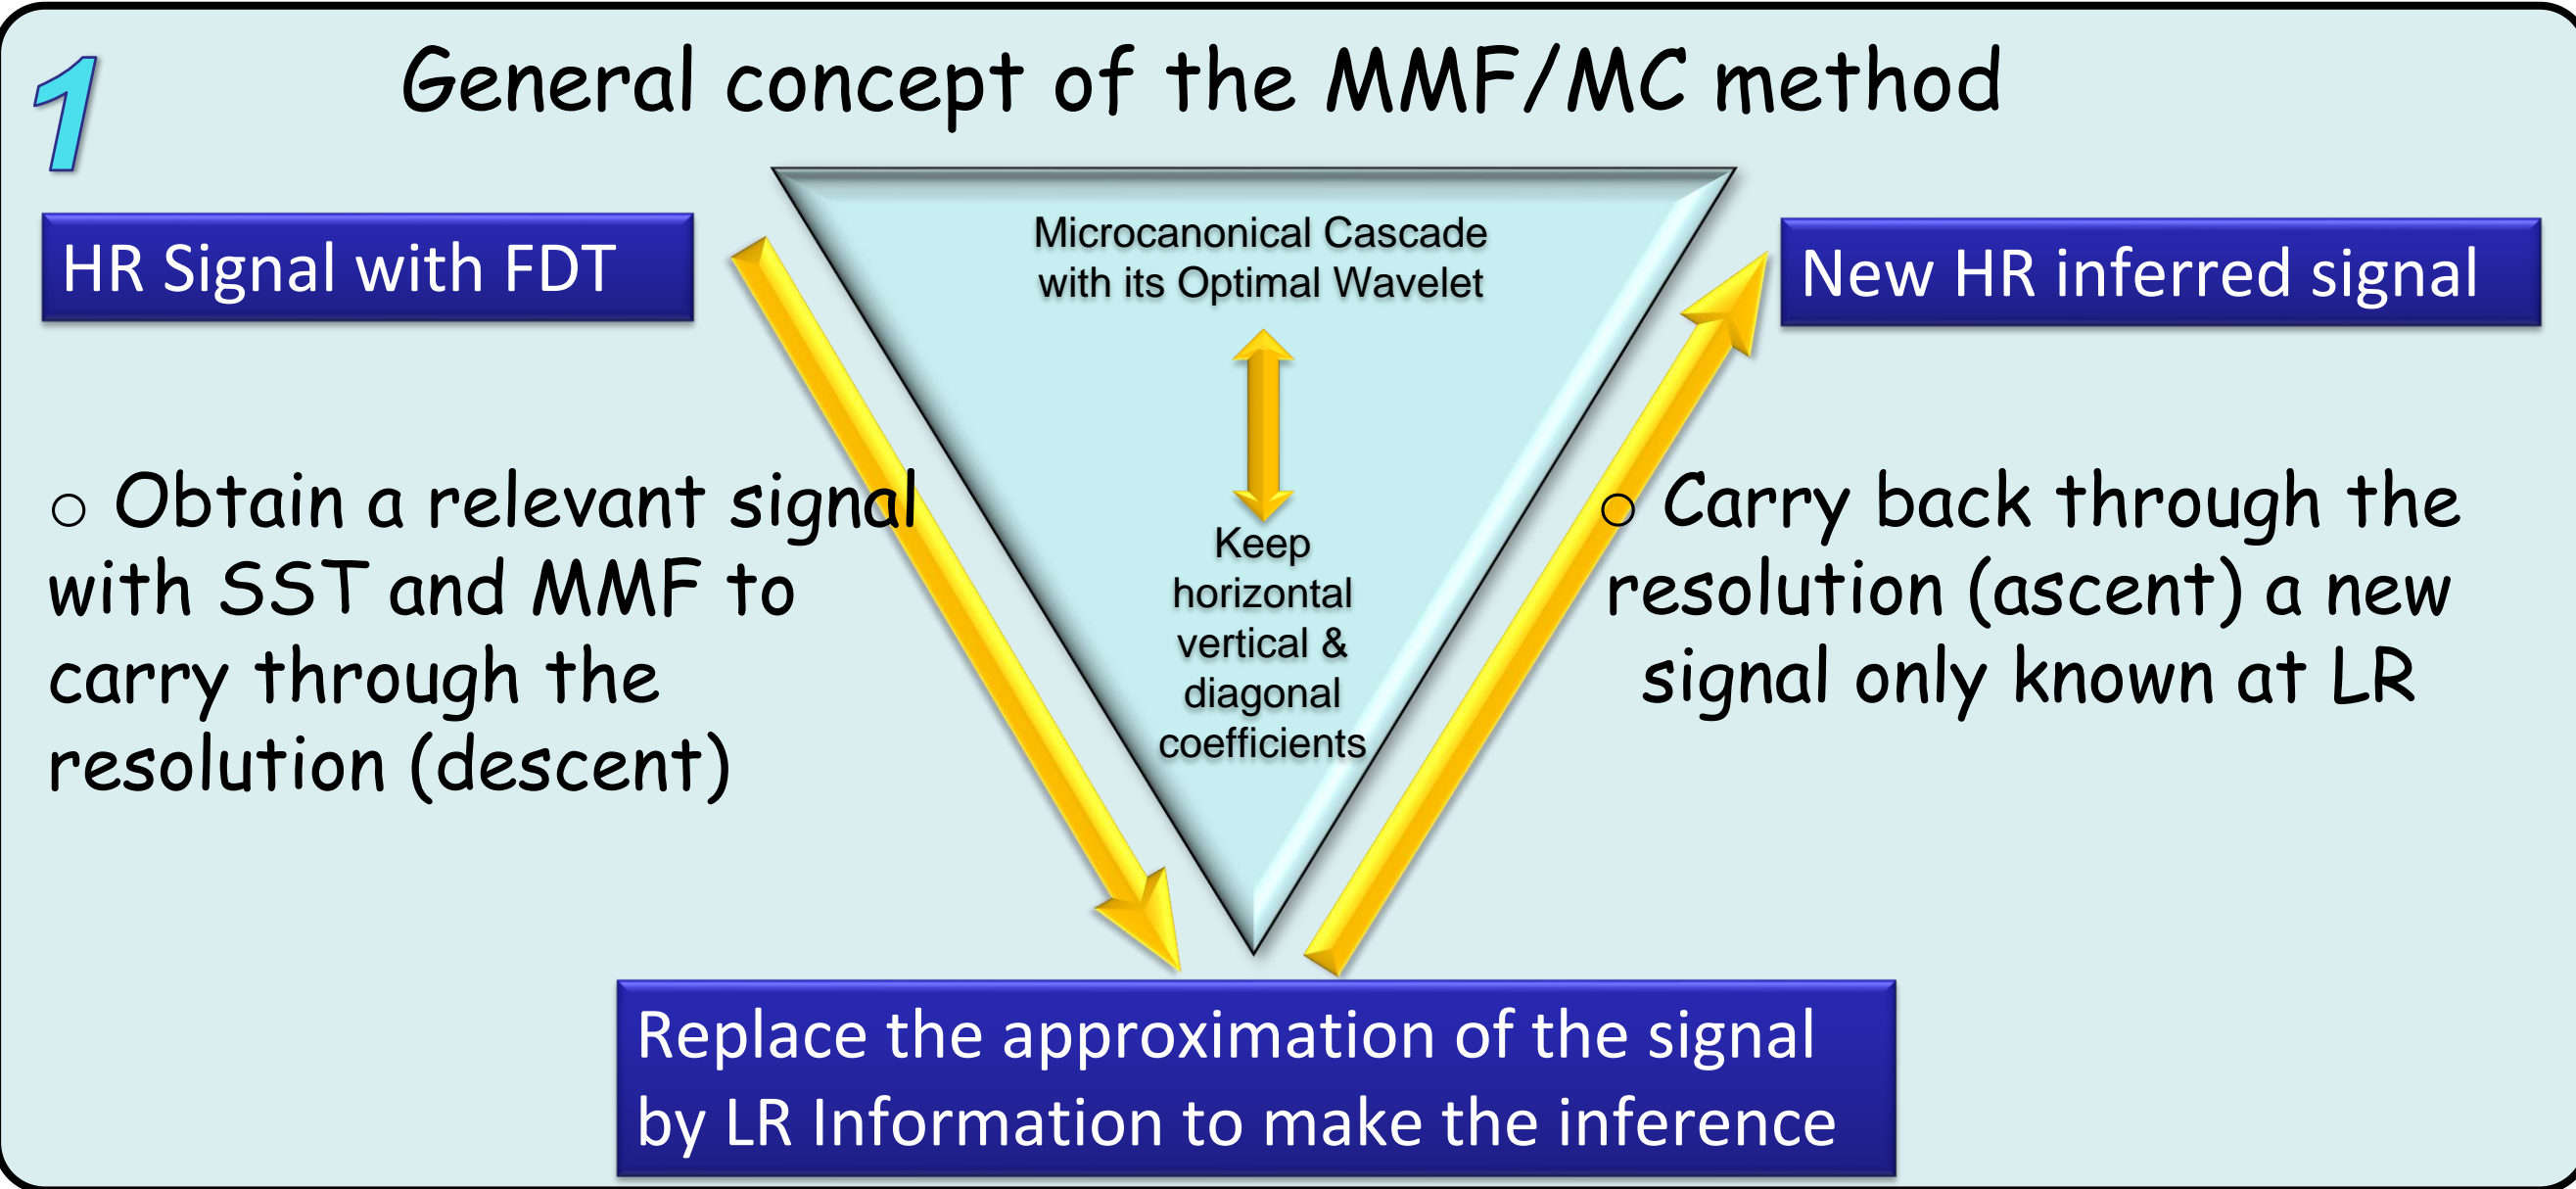 1
General concept of the MMF/MC method
HR Signal with FDT
Microcanonical Cascade
with its Optimal Wavelet
New HR inferred signal
○ Obtain a relevant signal
with SST and MMF to
carry through the
resolution (descent)
Keep
horizontal
vertical &
diagonal
coefficients
○ Carry back through the
resolution (ascent) a new
signal only known at LR
Replace the approximation of the signal
by LR Information to make the inference